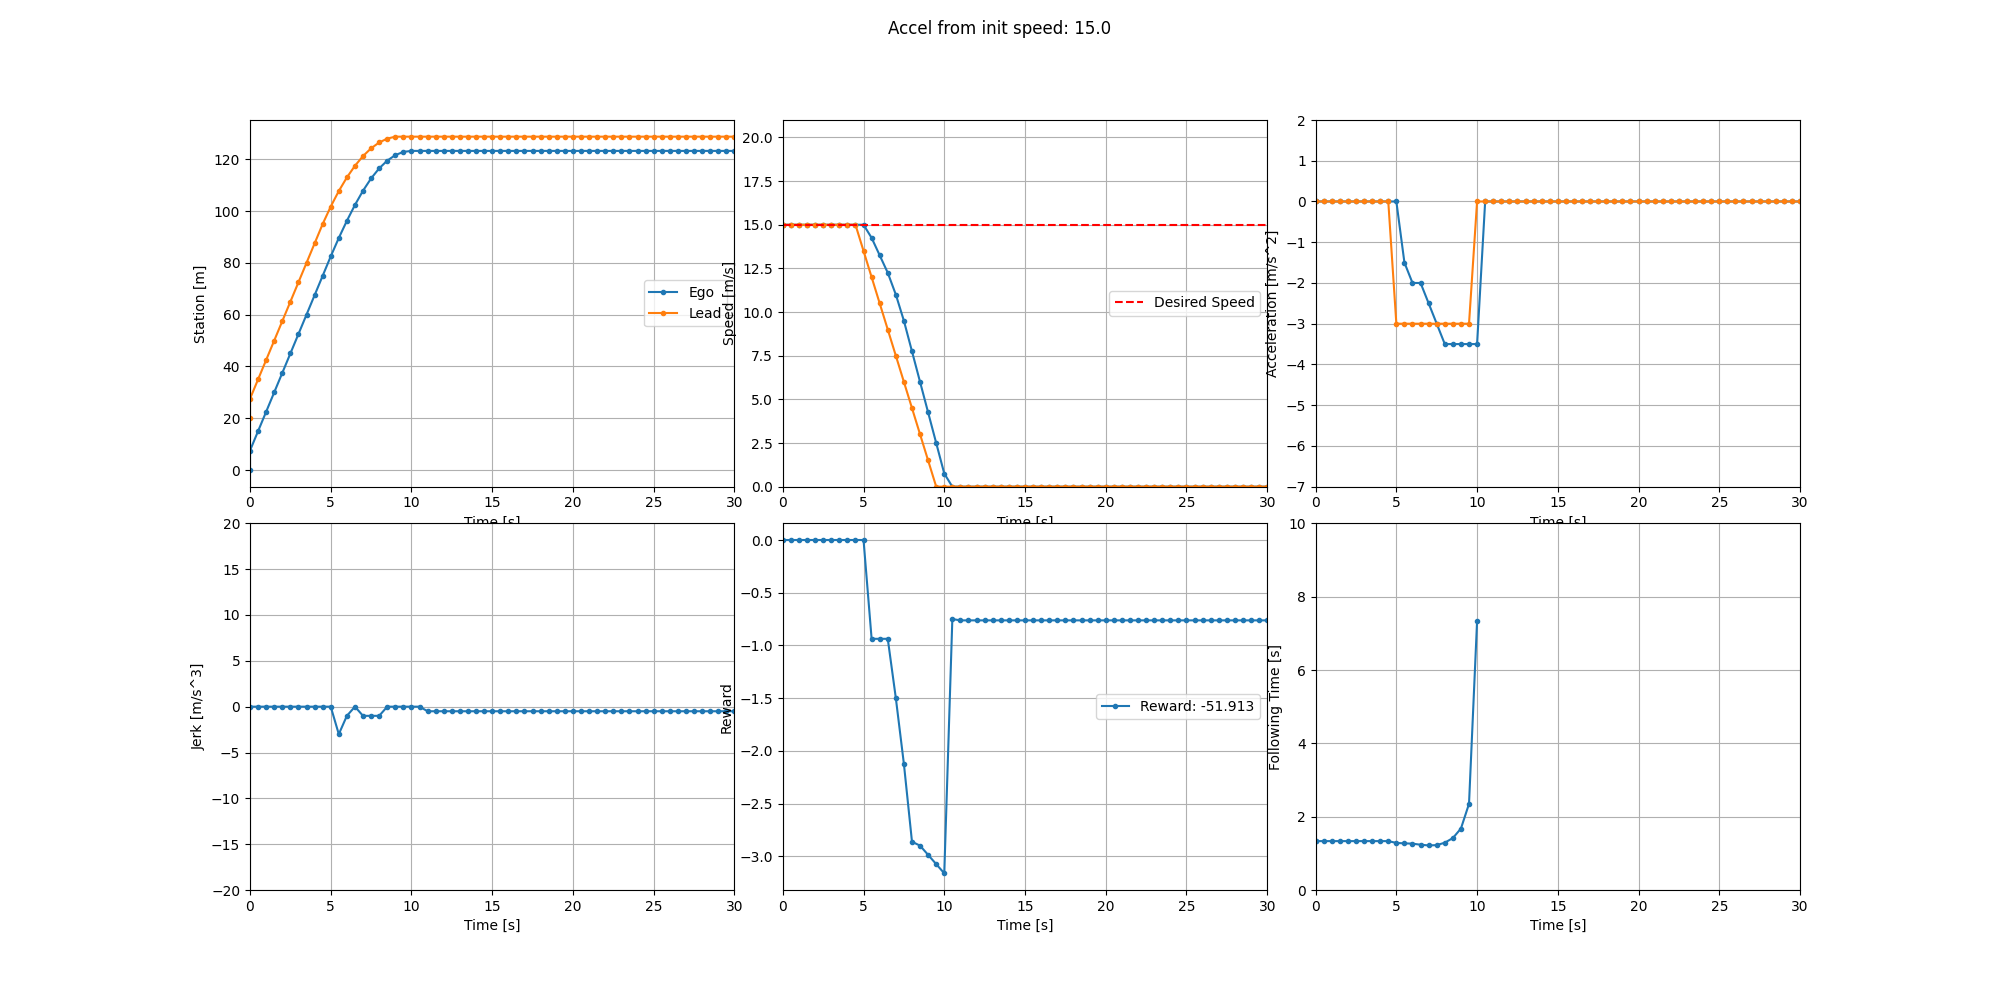 Accel from init speed: 15.0
Station [m]
120
100
80
60
40
20
0
0 5 10 15 20 25 30
Time [s]
Ego
Lead
Speed [m/s]
20.0
17.5
15.0
12.5
10.0
7.5
5.0
2.5
0.0
0 5 10 15 20 25 30
Time [s]
Desired Speed
Acceleration [m/s^2]
2
1
0
−1
−2
−3
−4
−5
−6
−7
0 5 10 15 20 25 30
Time [s]
Jerk [m/s^3]
20
15
10
5
0
−5
−10
−15
−20
0 5 10 15 20 25 30
Time [s]
Reward
0.0
−0.5
−1.0
−1.5
−2.0
−2.5
−3.0
0 5 10 15 20 25 30
Time [s]
Reward: -51.913
Following Time [s]
10
8
6
4
2
0
0 5 10 15 20 25 30
Time [s]